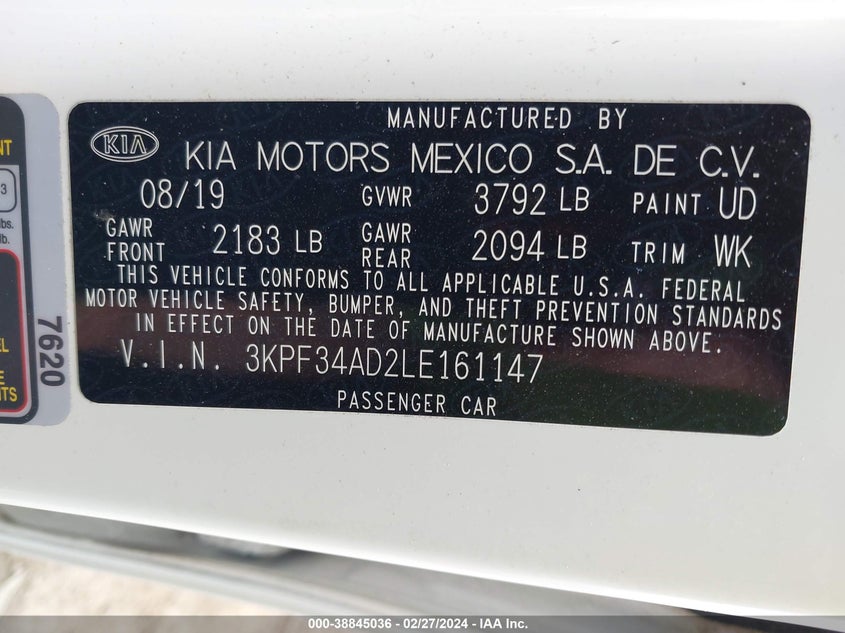 MANUFACTURED BY
KIA KIA MOTORS MEXICO S.A. DE C.V.
08/19 GVWR 3792 LB PAINT UD
GAWR FRONT 2183 LB GAWR REAR 2094 LB TRIM WK
THIS VEHICLE CONFORMS TO ALL APPLICABLE U.S.A. FEDERAL
MOTOR VEHICLE SAFETY, BUMPER, AND THEFT PREVENTION STANDARDS
IN EFFECT ON THE DATE OF MANUFACTURE SHOWN ABOVE.
V.I.N. 3KPF34AD2LE161147
PASSENGER CAR
7620
000-38845036 - 02/27/2024 - IAA Inc.